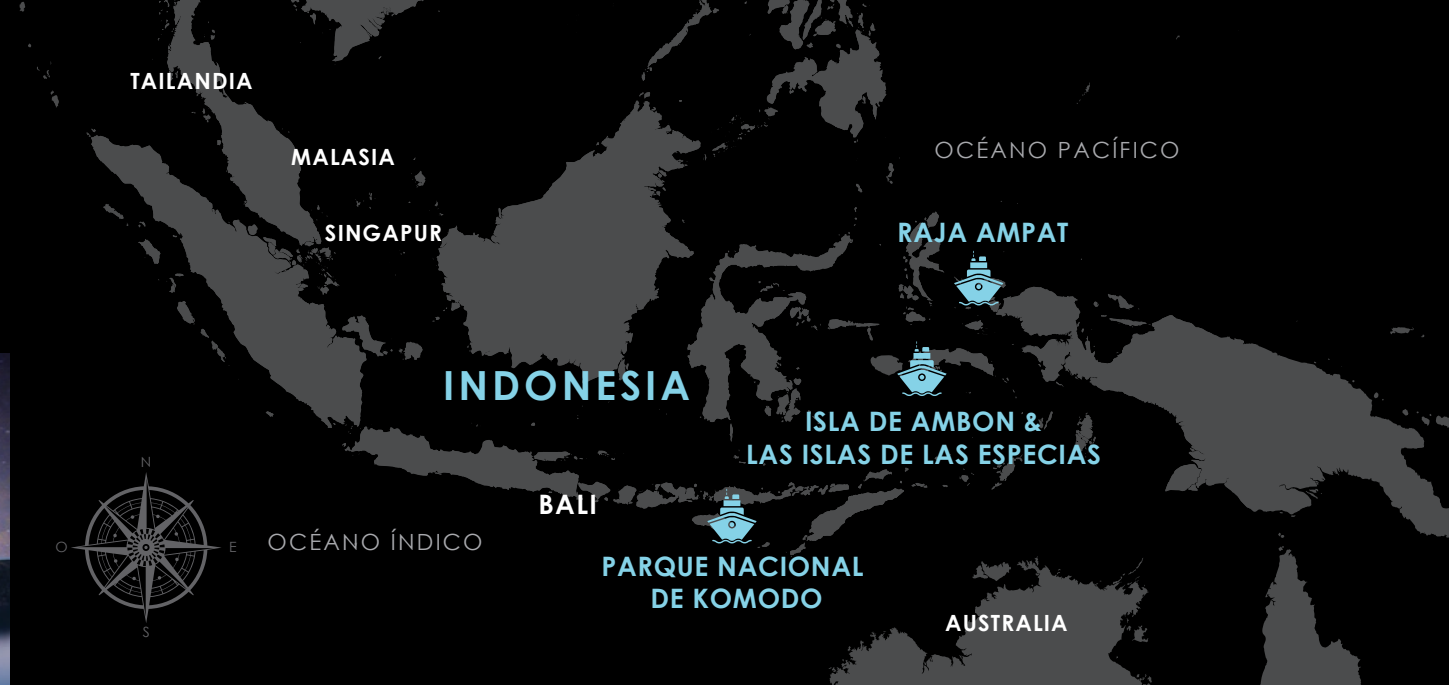 TAILANDIA
MALASIA
OCÉANO PACÍFICO
SINGAPUR
RAJA AMPAT
INDONESIA
ISLA DE AMBON &
LAS ISLAS DE LAS ESPECIAS
BALI
OCÉANO ÍNDICO
PARQUE NACIONAL
DE KOMODO
AUSTRALIA
N
O
E
S